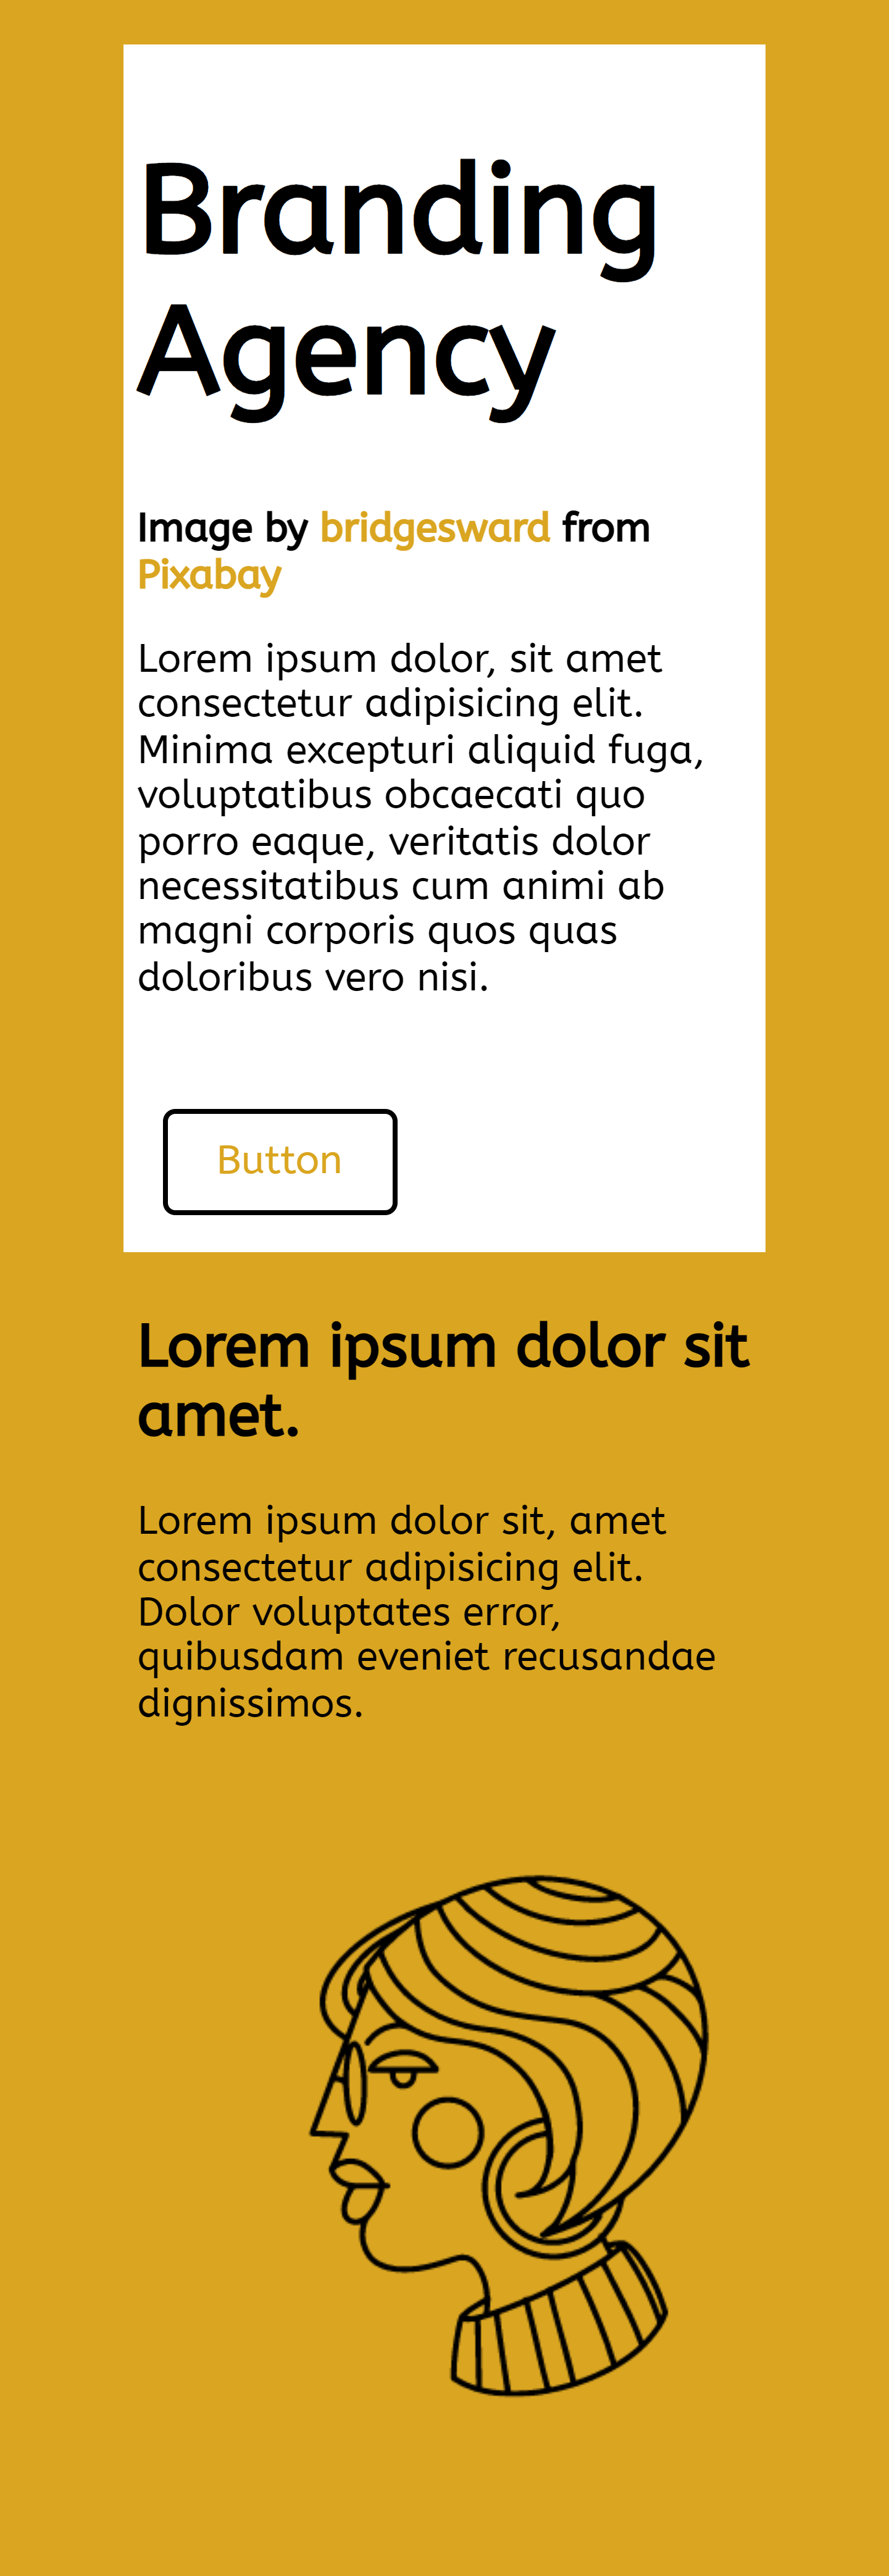 Branding
Agency
Image by bridgesward from
Pixabay
Lorem ipsum dolor, sit amet
consectetur adipisicing elit.
Minima excepturi aliquid fuga,
voluptatibus obcaecati quo
porro eaque, veritatis dolor
necessitatibus cum animi ab
magni corporis quos quas
doloribus vero nisi.
Button
Lorem ipsum dolor sit
amet.
Lorem ipsum dolor sit, amet
consectetur adipisicing elit.
Dolor voluptates error,
quibusdam eveniet recusandae
dignissimos.